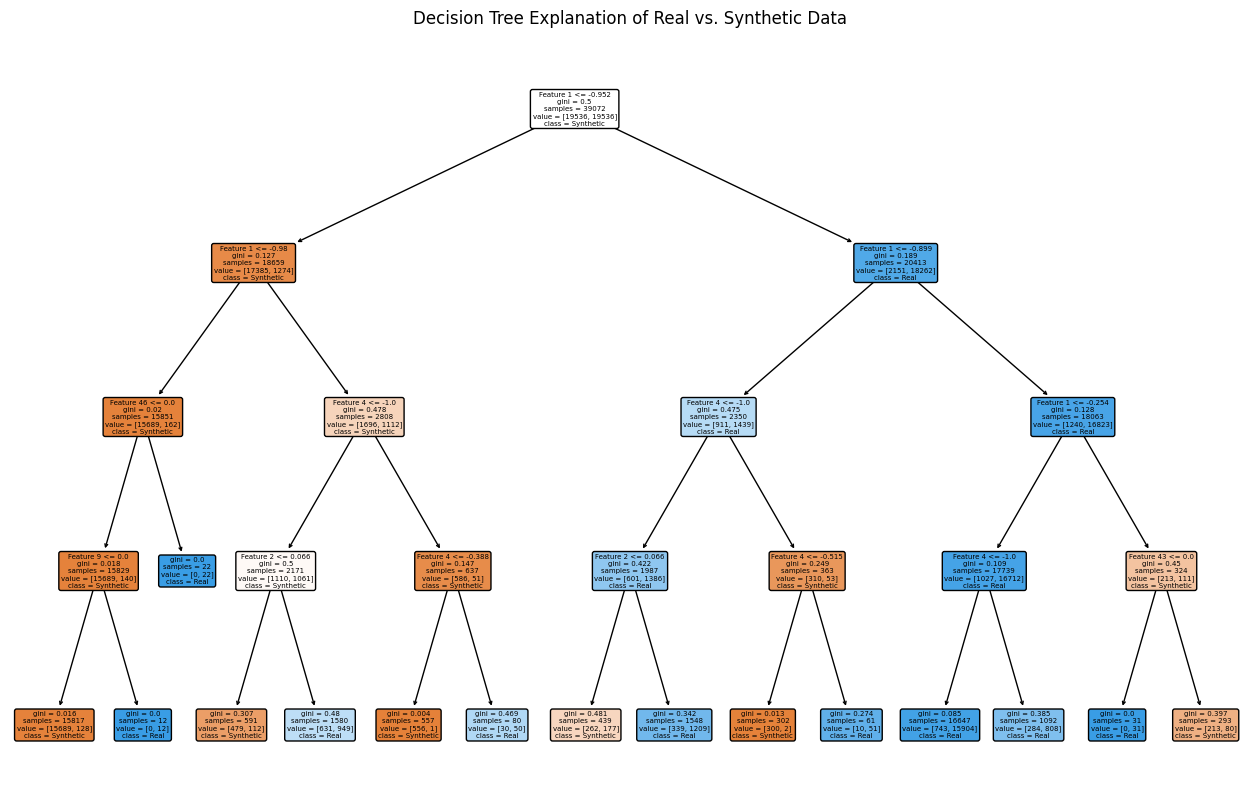 Decision Tree Explanation of Real vs. Synthetic Data
Feature 1 <= -0.952
gini = 0.5
samples = 39072
value = [19536, 19536]
class = Synthetic
Feature 1 <= -0.98
gini = 0.127
samples = 18659
value = [17385, 1274]
class = Synthetic
Feature 1 <= -0.899
gini = 0.189
samples = 20413
value = [2151, 18262]
class = Real
Feature 46 <= 0.0
gini = 0.02
samples = 15851
value = [15689, 162]
class = Synthetic
Feature 4 <= -1.0
gini = 0.478
samples = 2808
value = [1696, 1112]
class = Synthetic
Feature 4 <= -1.0
gini = 0.475
samples = 2350
value = [911, 1439]
class = Real
Feature 1 <= -0.254
gini = 0.128
samples = 18063
value = [1240, 16823]
class = Real
Feature 9 <= 0.0
gini = 0.018
samples = 15829
value = [15689, 140]
class = Synthetic
gini = 0.0
samples = 22
value = [0, 22]
class = Real
Feature 2 <= 0.066
gini = 0.5
samples = 2171
value = [1110, 1061]
class = Synthetic
Feature 4 <= -0.388
gini = 0.147
samples = 637
value = [586, 51]
class = Synthetic
Feature 2 <= 0.066
gini = 0.422
samples = 1987
value = [601, 1386]
class = Real
Feature 4 <= -0.515
gini = 0.249
samples = 363
value = [310, 53]
class = Synthetic
Feature 4 <= -1.0
gini = 0.109
samples = 17739
value = [1027, 16712]
class = Real
Feature 43 <= 0.0
gini = 0.45
samples = 324
value = [213, 111]
class = Synthetic
gini = 0.016
samples = 15817
value = [15689, 128]
class = Synthetic
gini = 0.0
samples = 12
value = [0, 12]
class = Real
gini = 0.307
samples = 591
value = [479, 112]
class = Synthetic
gini = 0.48
samples = 1580
value = [631, 949]
class = Real
gini = 0.004
samples = 557
value = [556, 1]
class = Synthetic
gini = 0.469
samples = 80
value = [30, 50]
class = Real
gini = 0.481
samples = 439
value = [262, 177]
class = Synthetic
gini = 0.342
samples = 1548
value = [339, 1209]
class = Real
gini = 0.013
samples = 302
value = [300, 2]
class = Synthetic
gini = 0.274
samples = 61
value = [10, 51]
class = Real
gini = 0.085
samples = 16647
value = [743, 15904]
class = Real
gini = 0.385
samples = 1092
value = [284, 808]
class = Real
gini = 0.0
samples = 31
value = [0, 31]
class = Real
gini = 0.397
samples = 293
value = [213, 80]
class = Synthetic